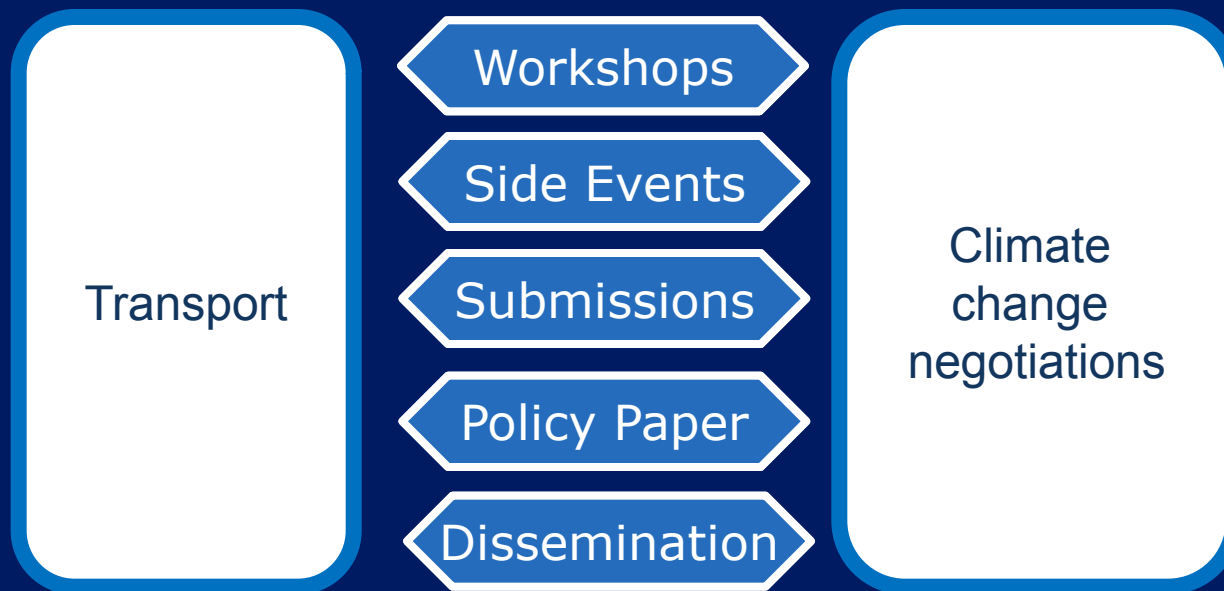 Transport
Workshops
Side Events
Submissions
Policy Paper
Dissemination
Climate
change
negotiations